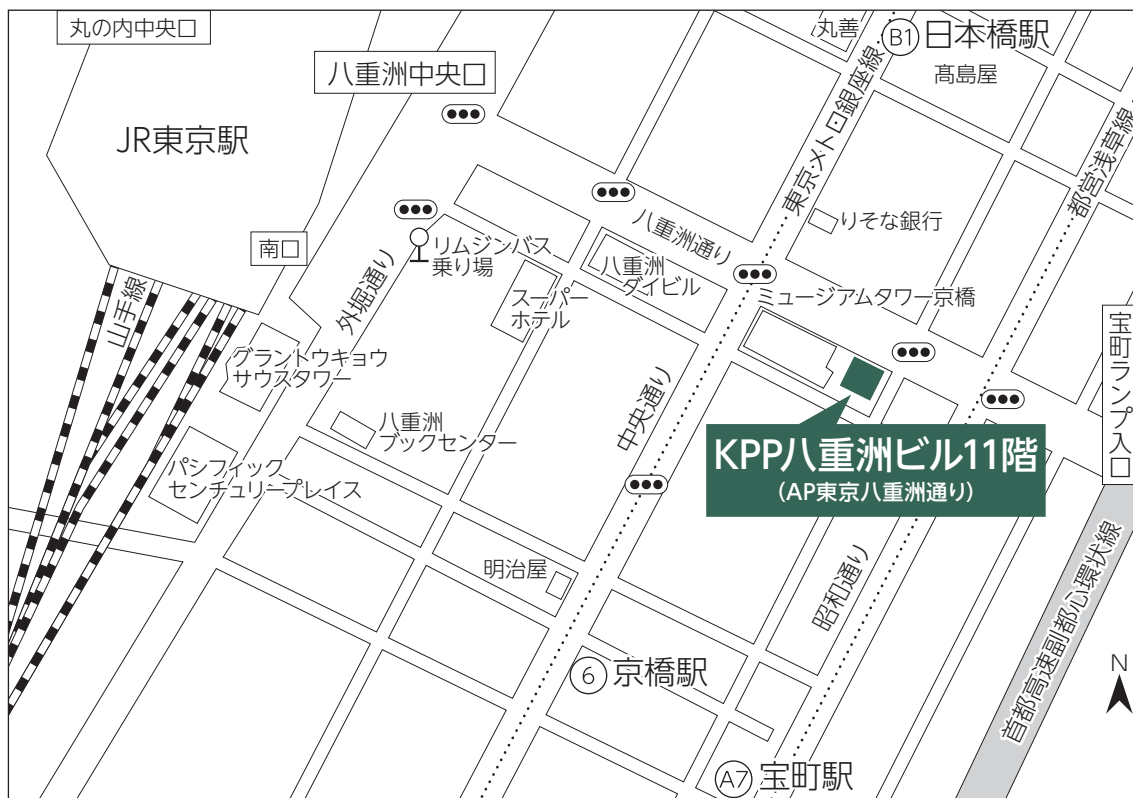 丸の内中央口
丸善
B1 日本橋駅
髙島屋
八重洲中央口
JR東京駅
東京メトロ銀座線
都営浅草線
南口
リムジンバス
乗り場
八重洲通り
りそな銀行
山手線
外堀通り
スーパー
ホテル
八重洲
ダイビル
ミュージアムタワー京橋
宝町ランプ入口
グラントウキョウ
サウスタワー
中央通り
八重洲
ブックセンター
KPP八重洲ビル11階
(AP東京八重洲通り)
パシフィック
センチュリープレイス
明治屋
昭和通り
首都高速副都心環状線
N
6 京橋駅
A7 宝町駅